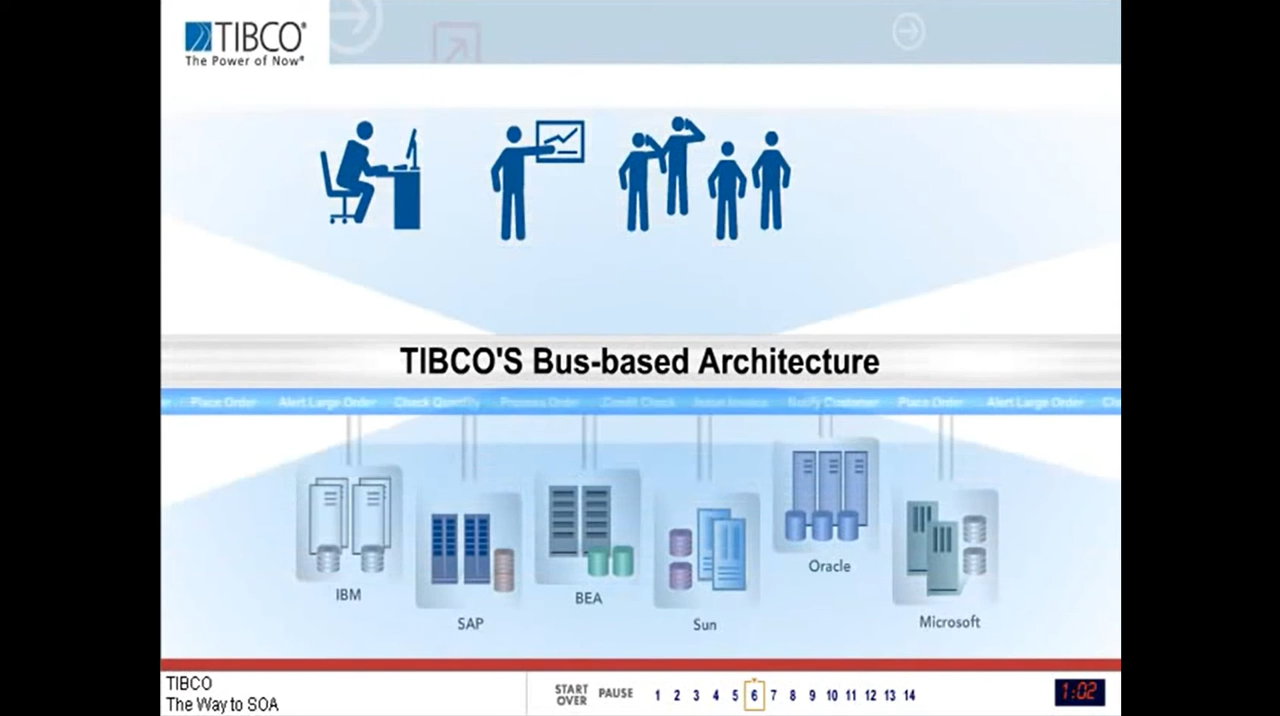 TIBCO®
The Power of Now®
TIBCO'S Bus-based Architecture
Place Order Alert Large Order Check Quantity Process Order Credit Check Issue Invoice Notify Customer Place Order Alert Large Order
IBM
SAP
BEA
Sun
Oracle
Microsoft
TIBCO
The Way to SOA
START OVER PAUSE 1 2 3 4 5 6 7 8 9 10 11 12 13 14
1:02